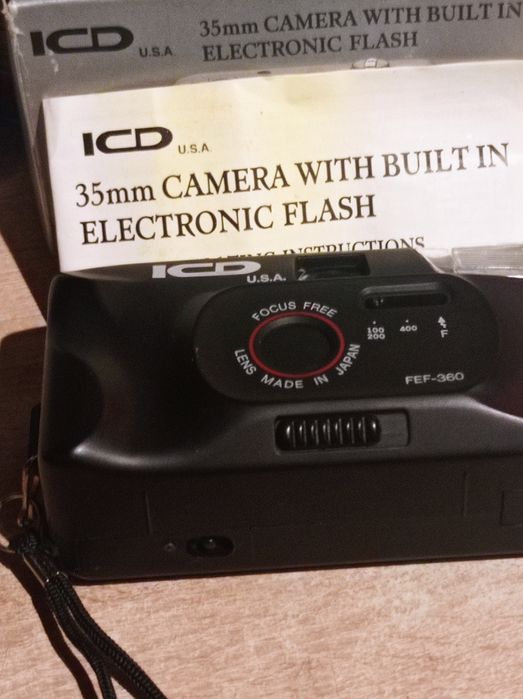 ICD U.S.A.
35mm CAMERA WITH BUILT IN
ELECTRONIC FLASH
ICD U.S.A.
35mm CAMERA WITH BUILT IN
ELECTRONIC FLASH
INSTRUCTIONS
ICD U.S.A.
FOCUS FREE
LENS MADE IN JAPAN
100 400 F
200
FEF-360